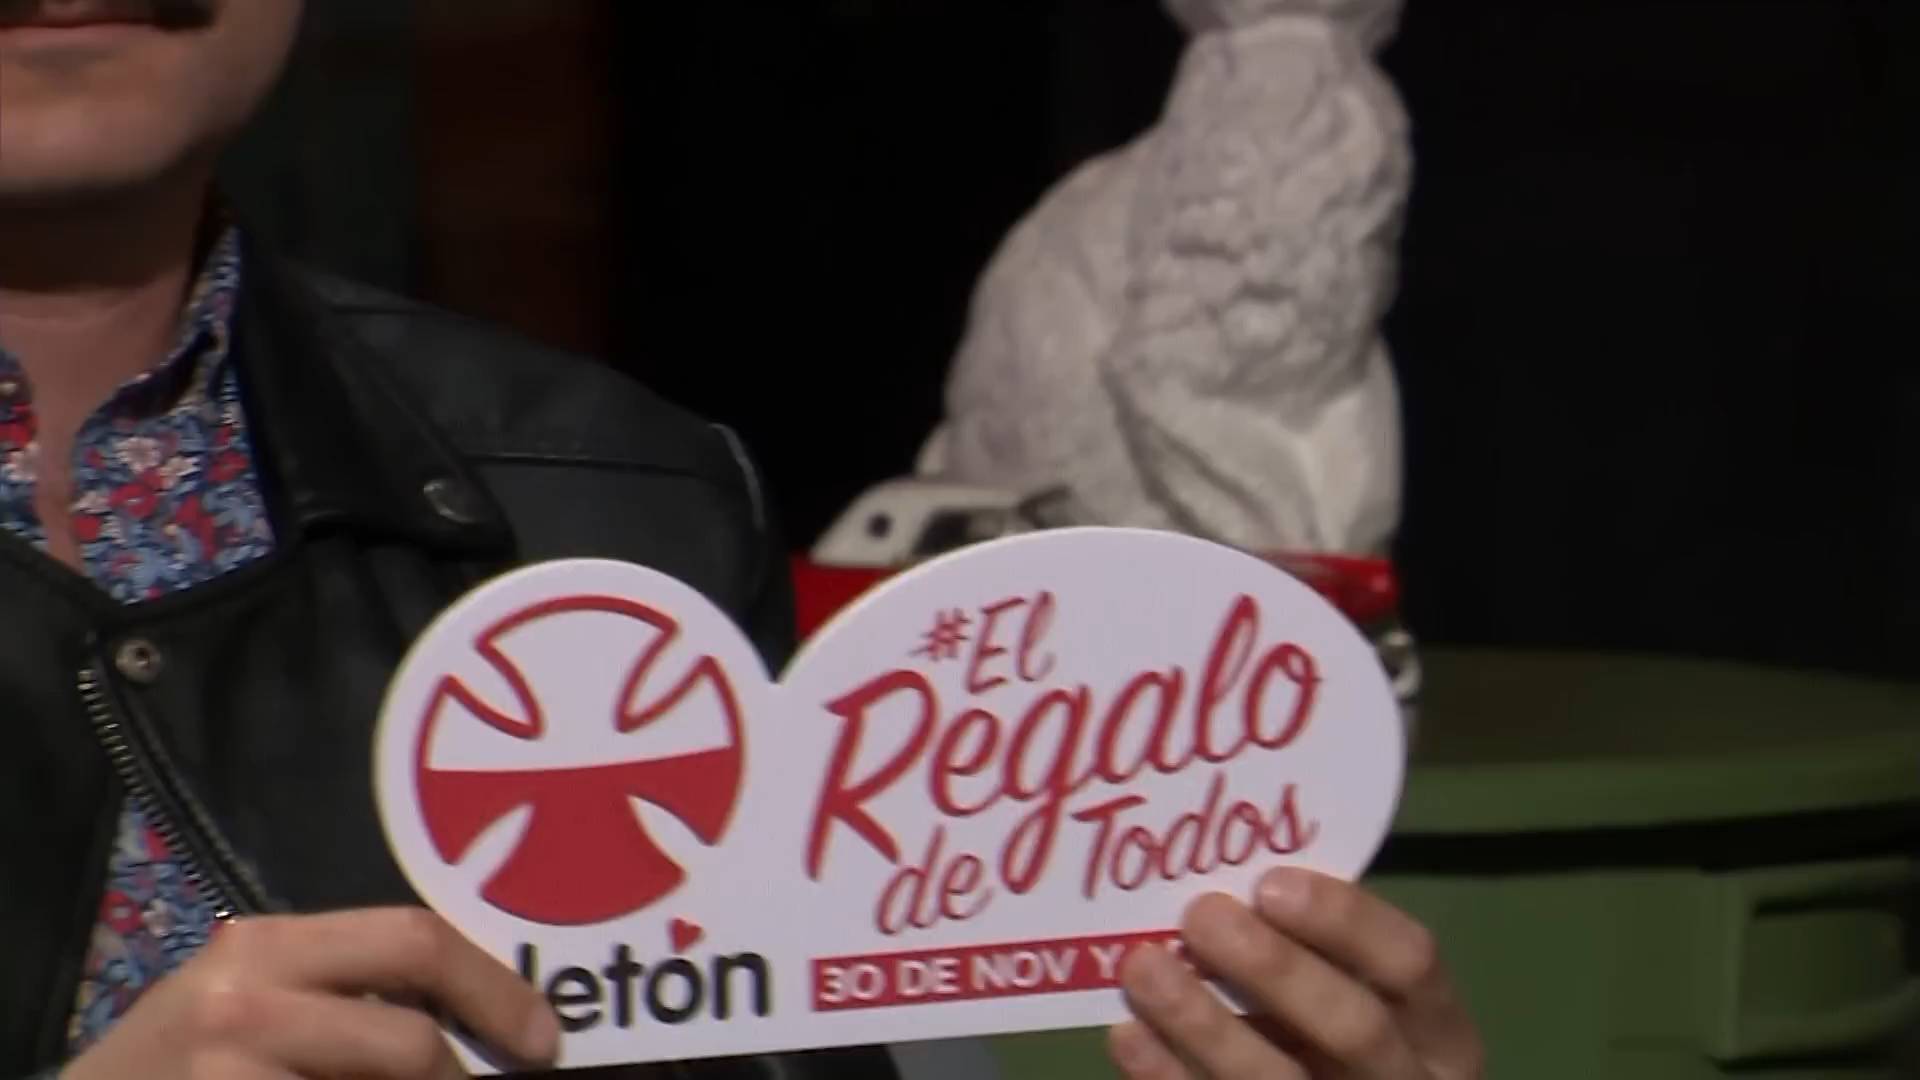 #El
Regalo
de Todos
letón
30 DE NOV Y